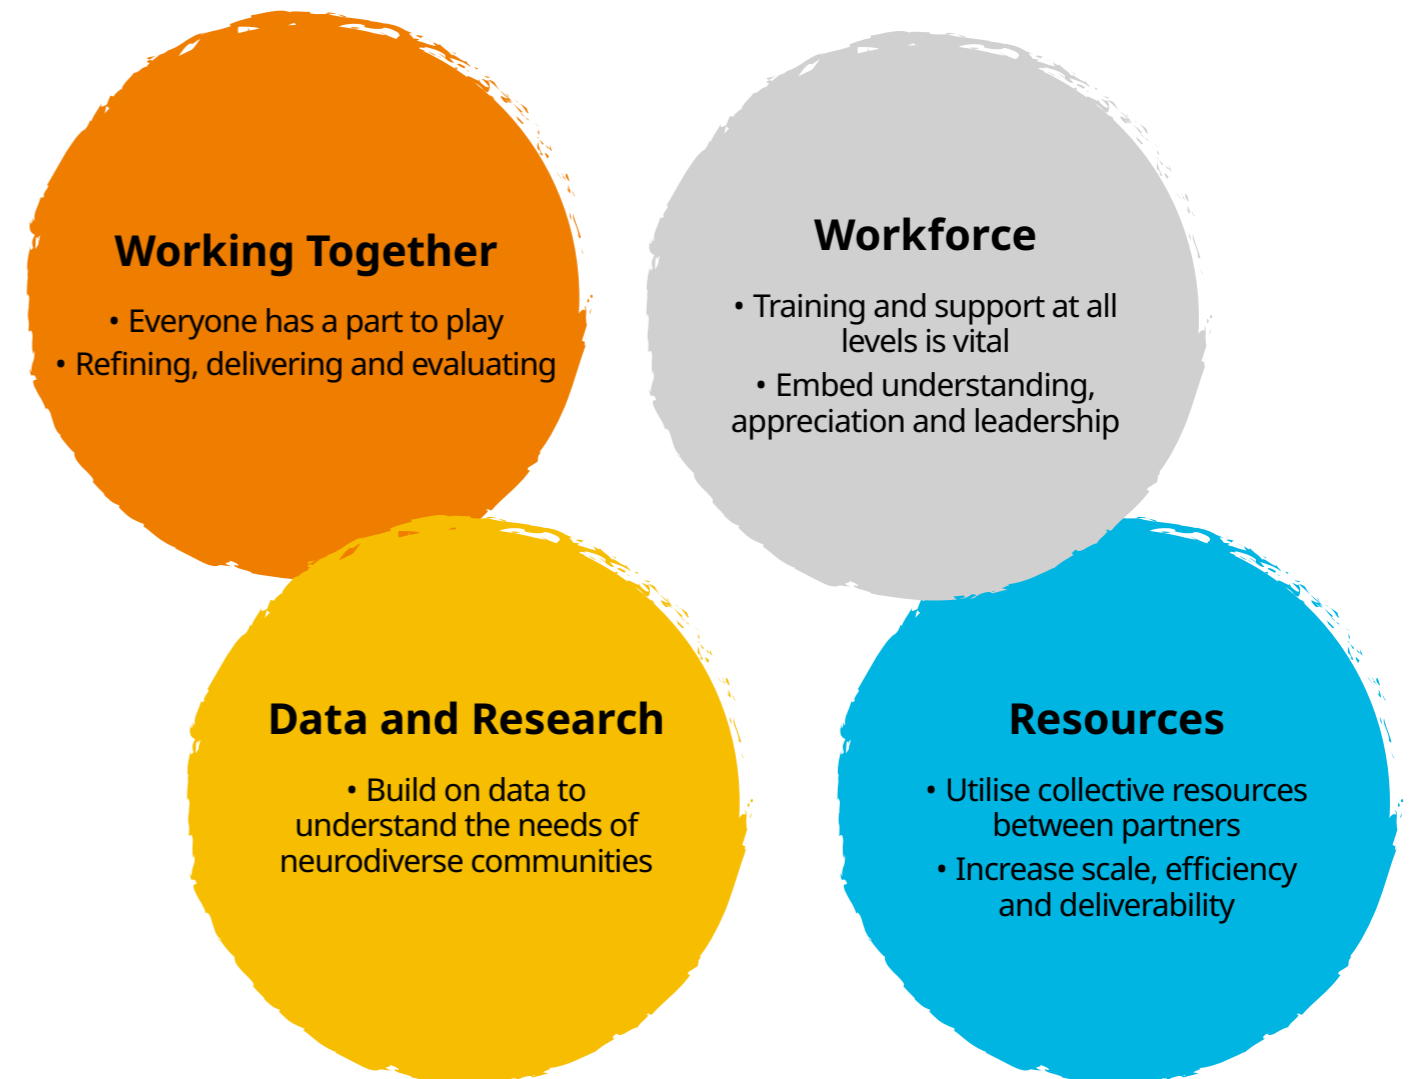 Working Together
• Everyone has a part to play
• Refining, delivering and evaluating
Workforce
• Training and support at all
levels is vital
• Embed understanding,
appreciation and leadership
Data and Research
• Build on data to
understand the needs of
neurodiverse communities
Resources
• Utilise collective resources
between partners
• Increase scale, efficiency
and deliverability